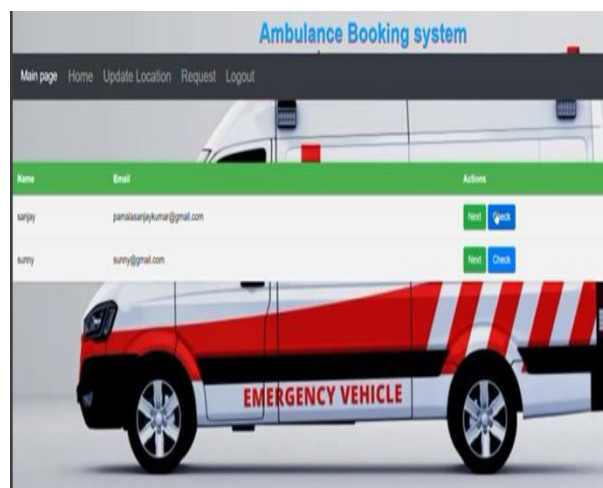 Ambulance Booking system
Main page Home Update Location Request Logout
Name Email Actions
sanjay pamalasanjaykumar@gmail.com Next Check
sunny sunny@gmail.com Next Check
EMERGENCY VEHICLE